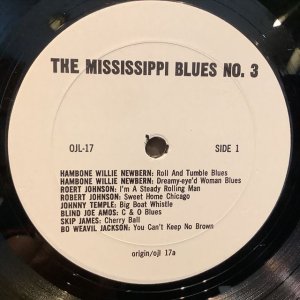 THE MISSISSIPPI BLUES NO. 3
OJL-17 SIDE 1
HAMBONE WILLIE NEWBERN: Roll And Tumble Blues
HAMBONE WILLIE NEWBERN: Dreamy-eye'd Woman Blues
ROERT JOHNSON: I'm A Steady Rolling Man
ROBERT JOHNSON: Sweet Home Chicago
JOHNNY TEMPLE: Big Boat Whistle
BLIND JOE AMOS: C & O Blues
SKIP JAMES: Cherry Ball
BO WEAVIL JACKSON: You Can't Keep No Brown
origin/ojl 17a